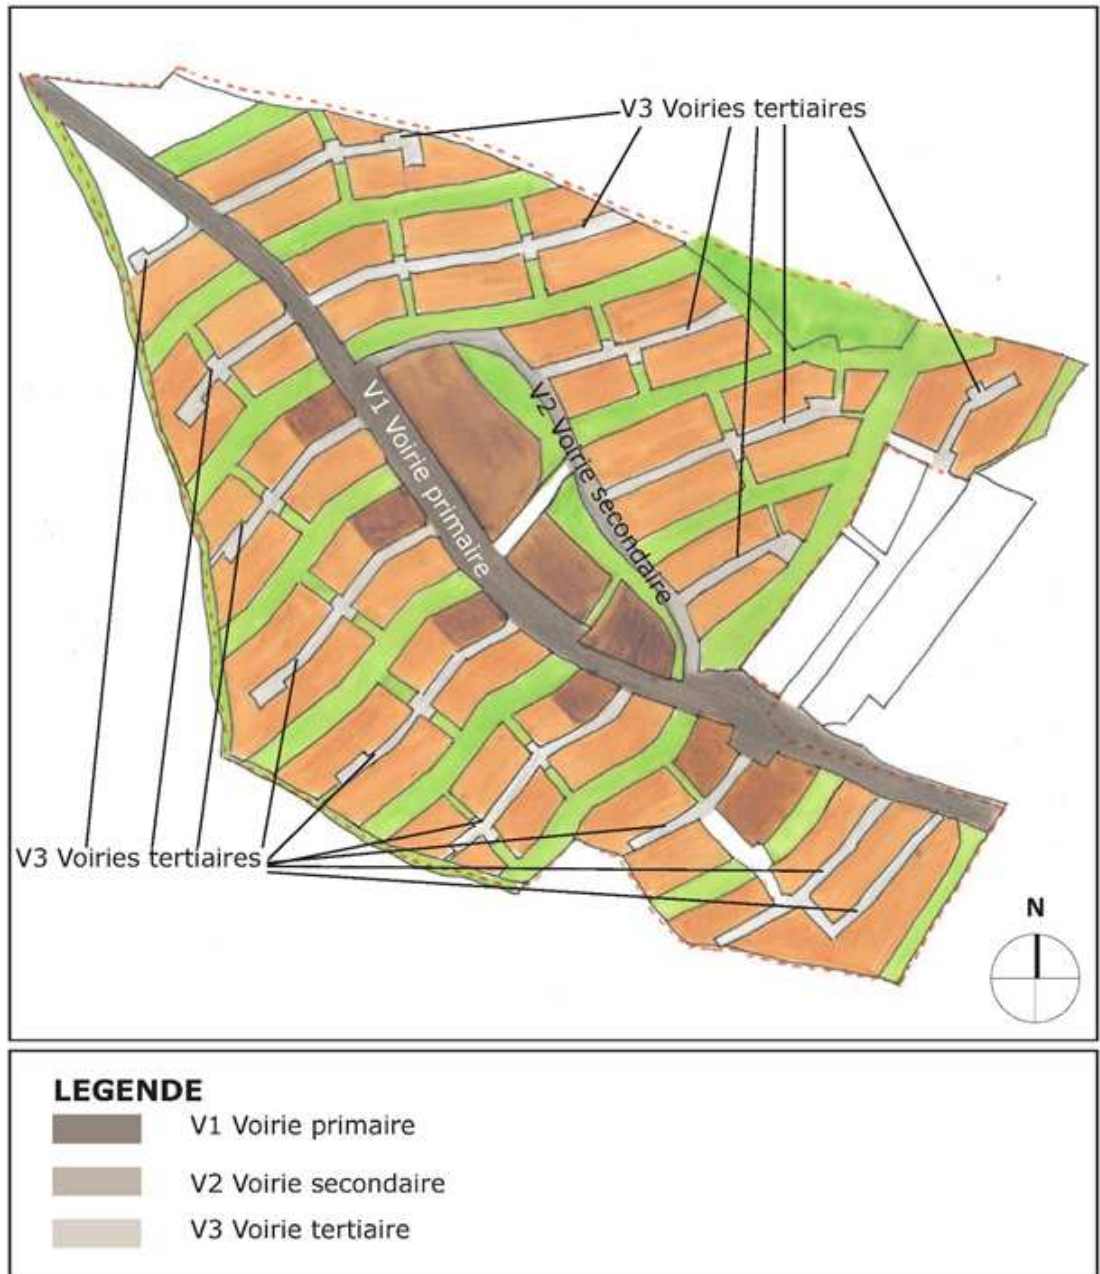 V3 Voiries tertiaires
V1 Voirie primaire
V2 Voirie secondaire
V3 Voiries tertiaires
N
LEGENDE
V1 Voirie primaire
V2 Voirie secondaire
V3 Voirie tertiaire